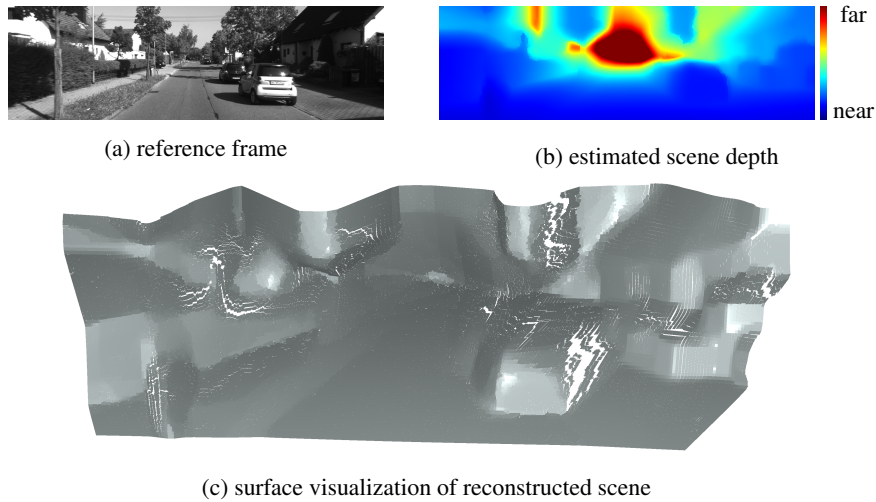 far
near
(a) reference frame
(b) estimated scene depth
(c) surface visualization of reconstructed scene